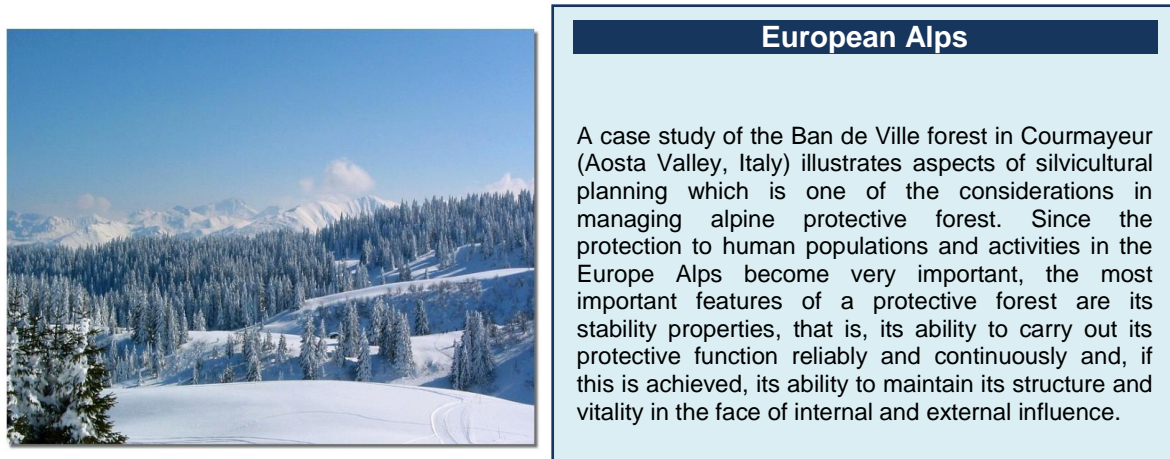 European Alps
A case study of the Ban de Ville forest in Courmayeur
(Aosta Valley, Italy) illustrates aspects of silvicultural
planning which is one of the considerations in
managing alpine protective forest. Since the
protection to human populations and activities in the
Europe Alps become very important, the most
important features of a protective forest are its
stability properties, that is, its ability to carry out its
protective function reliably and continuously and, if
this is achieved, its ability to maintain its structure and
vitality in the face of internal and external influence.